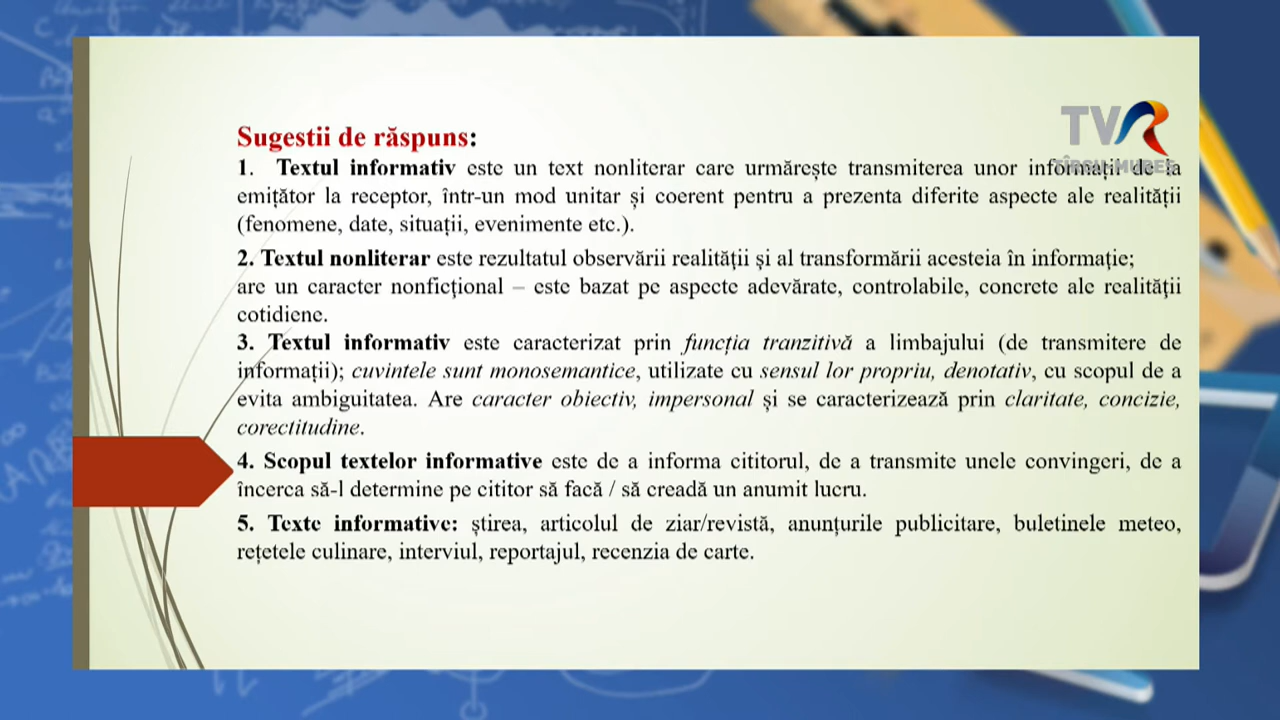 TVR
TÎRGU-MUREȘ
Sugestii de răspuns:
1. Textul informativ este un text nonliterar care urmărește transmiterea unor informații de la
emițător la receptor, într-un mod unitar și coerent pentru a prezenta diferite aspecte ale realității
(fenomene, date, situații, evenimente etc.).
2. Textul nonliterar este rezultatul observării realității și al transformării acesteia în informație;
are un caracter nonficțional – este bazat pe aspecte adevărate, controlabile, concrete ale realității
cotidiene.
3. Textul informativ este caracterizat prin funcția tranzitivă a limbajului (de transmitere de
informații); cuvintele sunt monosemantice, utilizate cu sensul lor propriu, denotativ, cu scopul de a
evita ambiguitatea. Are caracter obiectiv, impersonal și se caracterizează prin claritate, concizie,
corectitudine.
4. Scopul textelor informative este de a informa cititorul, de a transmite unele convingeri, de a
încerca să-l determine pe cititor să facă / să creadă un anumit lucru.
5. Texte informative: știrea, articolul de ziar/revistă, anunțurile publicitare, buletinele meteo,
rețetele culinare, interviul, reportajul, recenzia de carte.